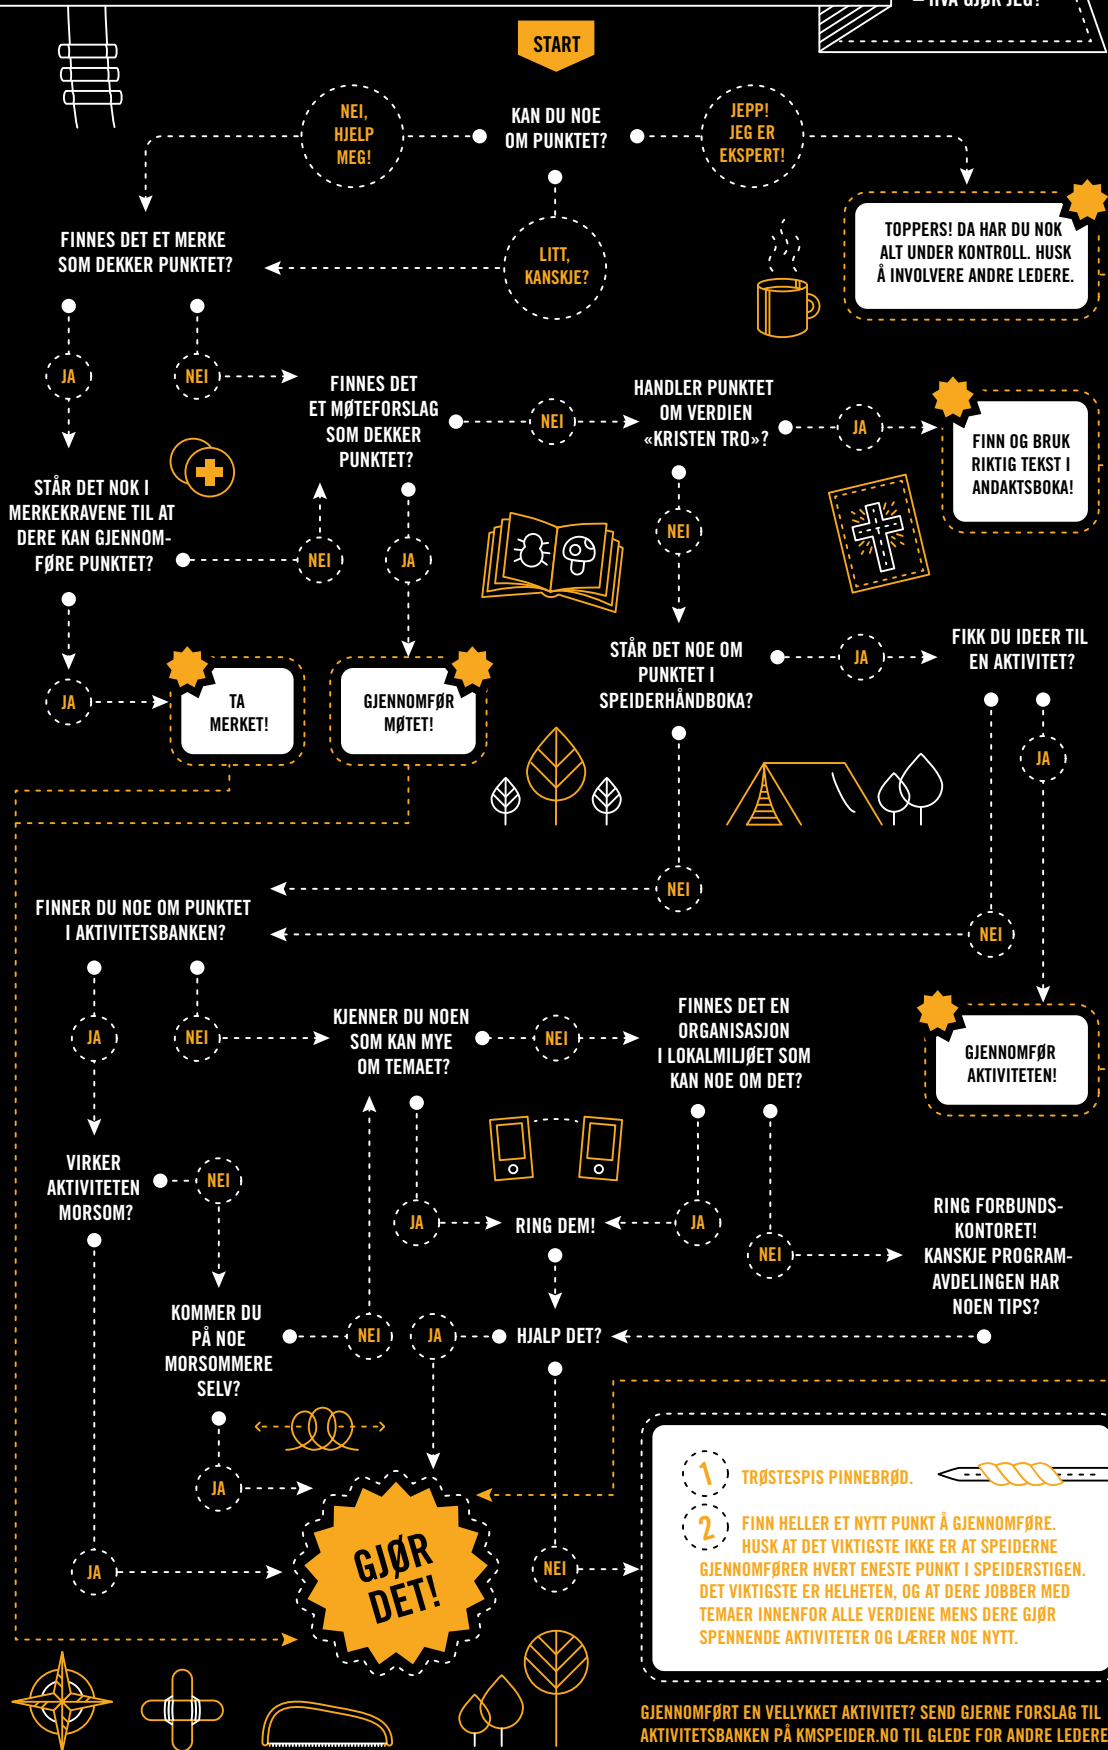 – HVA GJØR JEG?
START
NEI,
HJELP
MEG!
KAN DU NOE
OM PUNKTET?
JEPP!
JEG ER
EKSPERT!
LITT,
KANSKJE?
TOPPERS! DA HAR DU NOK
ALT UNDER KONTROLL. HUSK
Å INVOLVERE ANDRE LEDERE.
FINNES DET ET MERKE
SOM DEKKER PUNKTET?
JA
NEI
FINNES DET
ET MØTEFORSLAG
SOM DEKKER
PUNKTET?
NEI
HANDLER PUNKTET
OM VERDIEN
«KRISTEN TRO»?
JA
FINN OG BRUK
RIKTIG TEKST I
ANDAKTSBOKA!
STÅR DET NOK I
MERKEKRAVENE TIL AT
DERE KAN GJENNOM-
FØRE PUNKTET?
NEI
JA
NEI
JA
TA
MERKET!
GJENNOMFØR
MØTET!
STÅR DET NOE OM
PUNKTET I
SPEIDERHÅNDBOKA?
JA
FIKK DU IDEER TIL
EN AKTIVITET?
JA
NEI
NEI
FINNER DU NOE OM PUNKTET
I AKTIVITETSBANKEN?
JA
NEI
KJENNER DU NOEN
SOM KAN MYE
OM TEMAET?
NEI
FINNES DET EN
ORGANISASJON
I LOKALMILJØET SOM
KAN NOE OM DET?
GJENNOMFØR
AKTIVITETEN!
VIRKER
AKTIVITETEN
MORSOM?
NEI
JA
RING DEM!
JA
NEI
RING FORBUNDS-
KONTORET!
KANSKJE PROGRAM-
AVDELINGEN HAR
NOEN TIPS?
KOMMER DU
PÅ NOE
MORSOMMERE
SELV?
NEI
JA
HJALP DET?
JA
JA
GJØR
DET!
NEI
1 TRØSTESPIS PINNEBRØD.
2 FINN HELLER ET NYTT PUNKT Å GJENNOMFØRE.
HUSK AT DET VIKTIGSTE IKKE ER AT SPEIDERNE
GJENNOMFØRER HVERT ENESTE PUNKT I SPEIDERSTIGEN.
DET VIKTIGSTE ER HELHETEN, OG AT DERE JOBBER MED
TEMAER INNENFOR ALLE VERDIENE MENS DERE GJØR
SPENNENDE AKTIVITETER OG LÆRER NOE NYTT.
GJENNOMFØRT EN VELLYKKET AKTIVITET? SEND GJERNE FORSLAG TIL
AKTIVITETSBANKEN PÅ KMSPEIDER.NO TIL GLEDE FOR ANDRE LEDERE